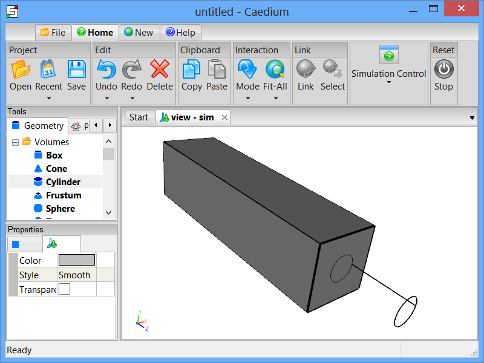 untitled - Caedium
File Home New Help
Project Edit Clipboard Interaction Link Reset
Open Recent Save Undo Redo Delete Copy Paste Mode Fit-All Link Select Simulation Control Stop
Tools
Geometry
Volumes
Box
Cone
Cylinder
Frustum
Sphere
Properties
Color
Style Smooth
Transpare
Start view - sim
Ready